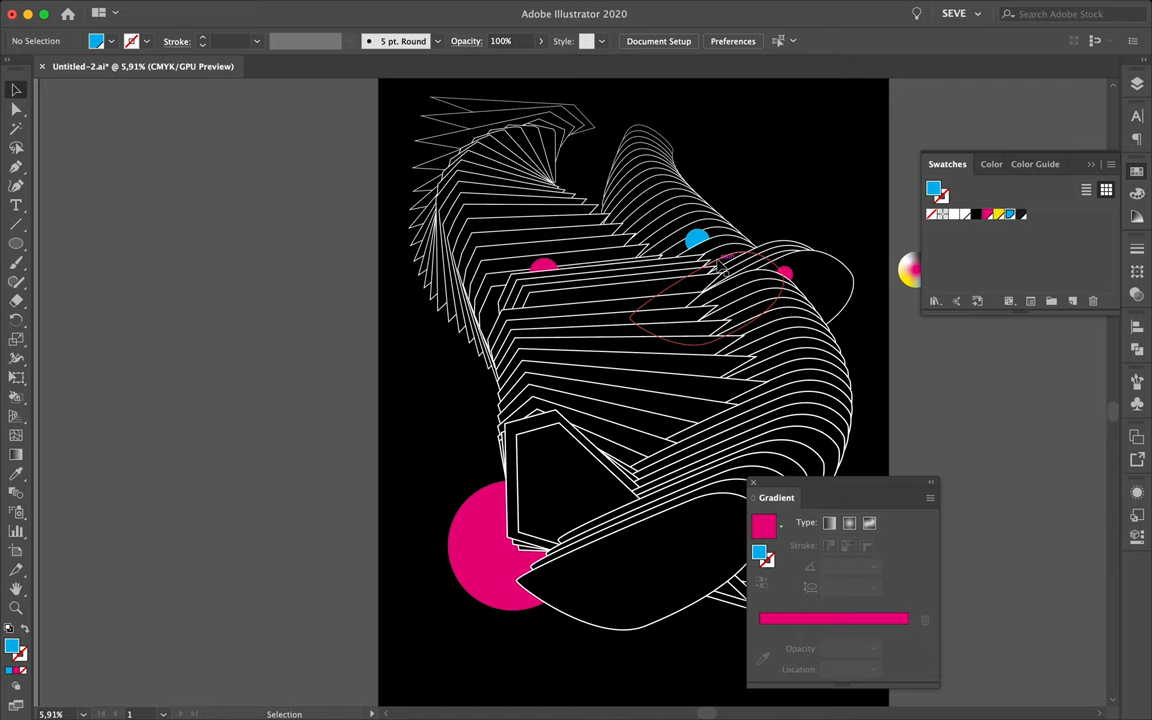 Adobe Illustrator 2020
SEVE
Search Adobe Stock
No Selection
Stroke:
5 pt. Round
Opacity:
100%
Style:
Document Setup
Preferences
Untitled-2.ai* @ 5,91% (CMYK/GPU Preview)
Swatches
Color
Color Guide
Gradient
Type:
Stroke:
Opacity:
Location:
5,91%
1
Selection